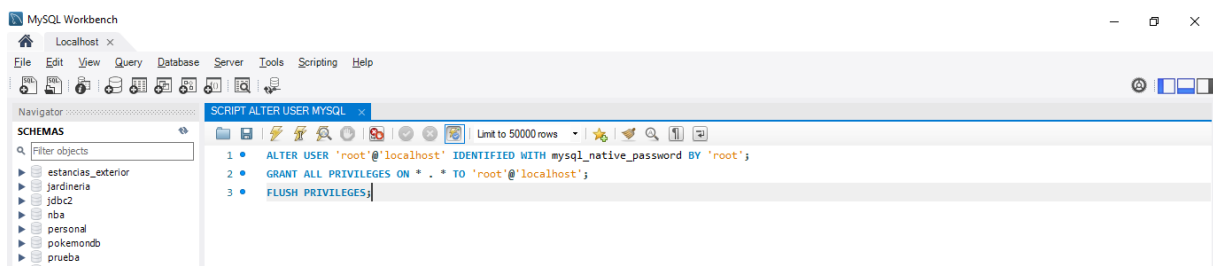 MySQL Workbench
Localhost ×
File Edit View Query Database Server Tools Scripting Help
Navigator
SCRIPT ALTER USER MYSQL ×
SCHEMAS
Limit to 50000 rows
Filter objects
1 ALTER USER 'root'@'localhost' IDENTIFIED WITH mysql_native_password BY 'root';
2 GRANT ALL PRIVILEGES ON * . * TO 'root'@'localhost';
3 FLUSH PRIVILEGES;
estancias_exterior
jardineria
jdbc2
nba
personal
pokemondb
prueba